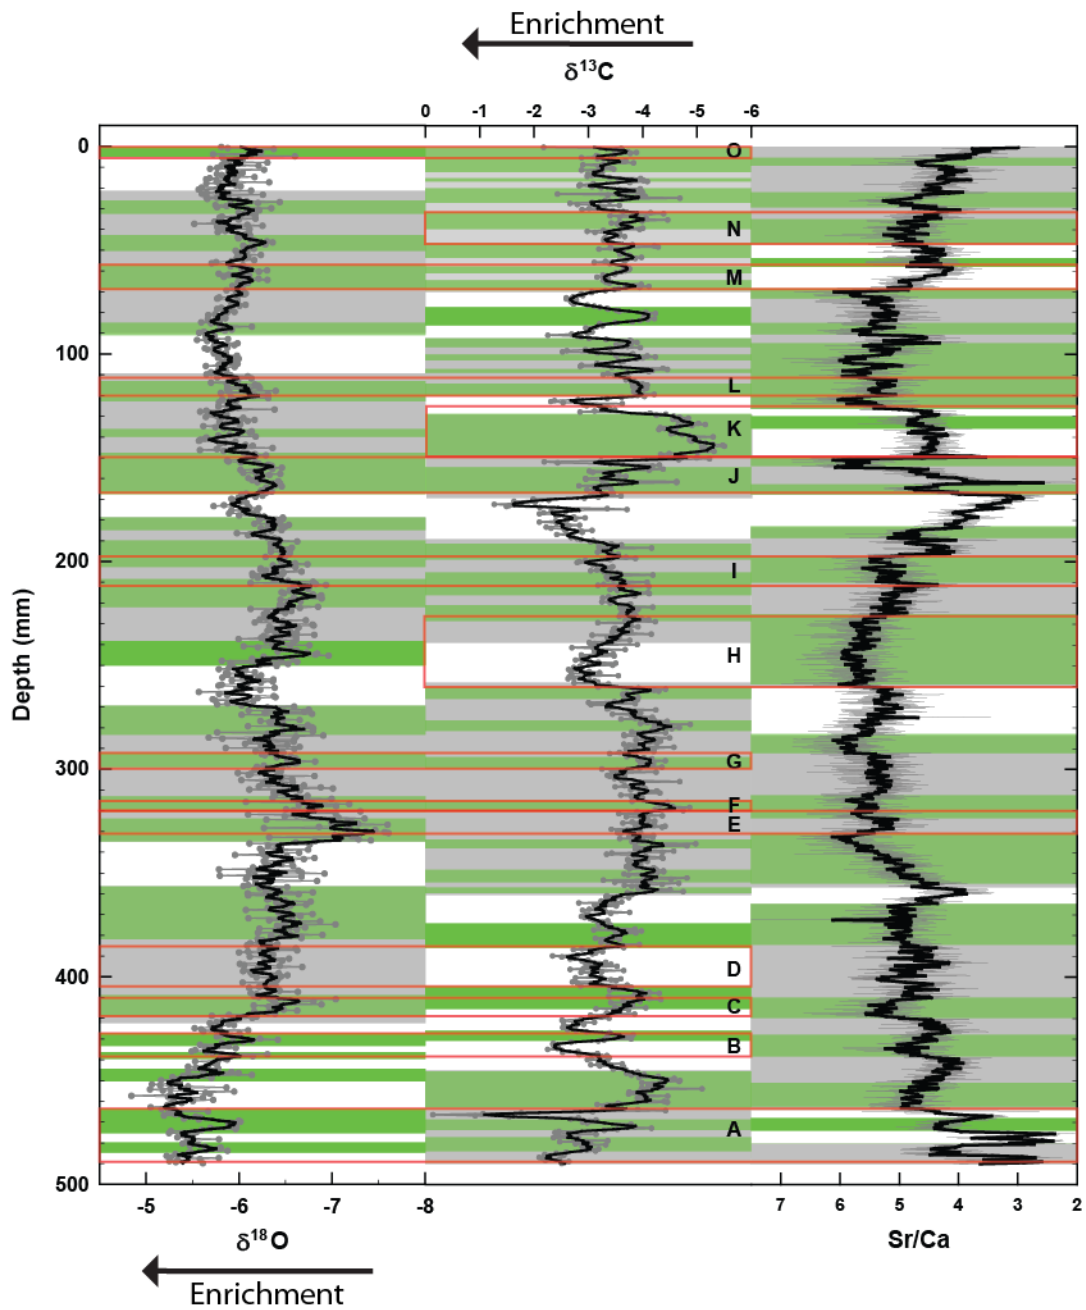 Enrichment
δ¹³C
0 -1 -2 -3 -4 -5 -6
0
O
N
M
100
L
K
J
200
I
H
Depth (mm)
G
300
F
E
D
400
C
B
A
500
-5 -6 -7 -8 7 6 5 4 3 2
δ¹⁸O Sr/Ca
Enrichment